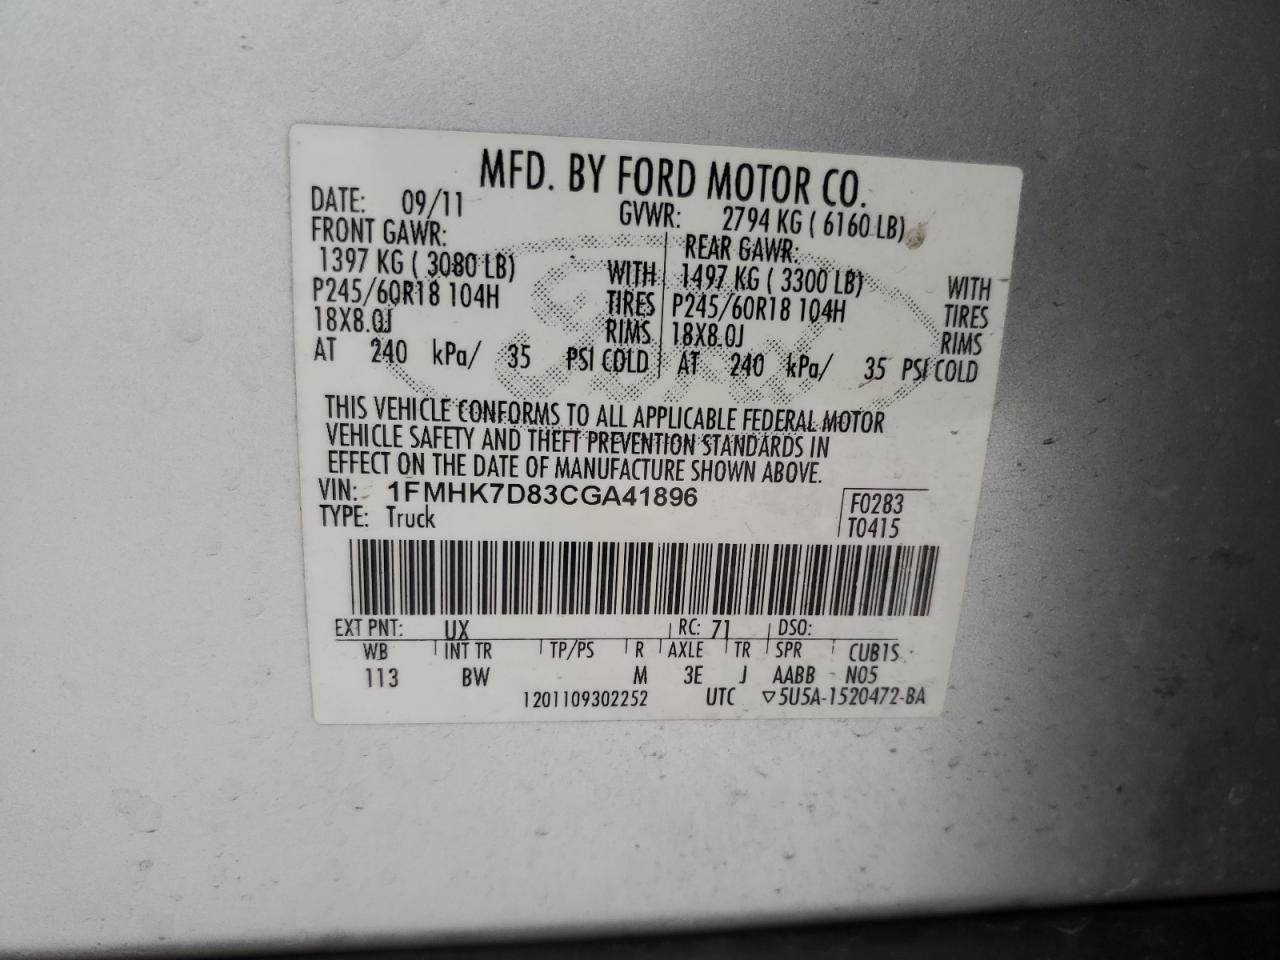 MFD. BY FORD MOTOR CO.
DATE: 09/11 GVWR: 2794 KG ( 6160 LB)
FRONT GAWR: REAR GAWR:
1397 KG ( 3080 LB) WITH 1497 KG ( 3300 LB) WITH
P245/60R18 104H TIRES P245/60R18 104H TIRES
18X8.0J RIMS 18X8.0J RIMS
AT 240 kPa/ 35 PSI COLD AT 240 kPa/ 35 PSI COLD
THIS VEHICLE CONFORMS TO ALL APPLICABLE FEDERAL MOTOR
VEHICLE SAFETY AND THEFT PREVENTION STANDARDS IN
EFFECT ON THE DATE OF MANUFACTURE SHOWN ABOVE.
VIN: 1FMHK7D83CGA41896 F0283
TYPE: Truck T0415
EXT PNT: UX RC: 71 DSO:
WB INT TR TP/PS R AXLE TR SPR CUB1S
113 BW M 3E J AABB N05
1201109302252 UTC ▽5U5A-1520472-BA